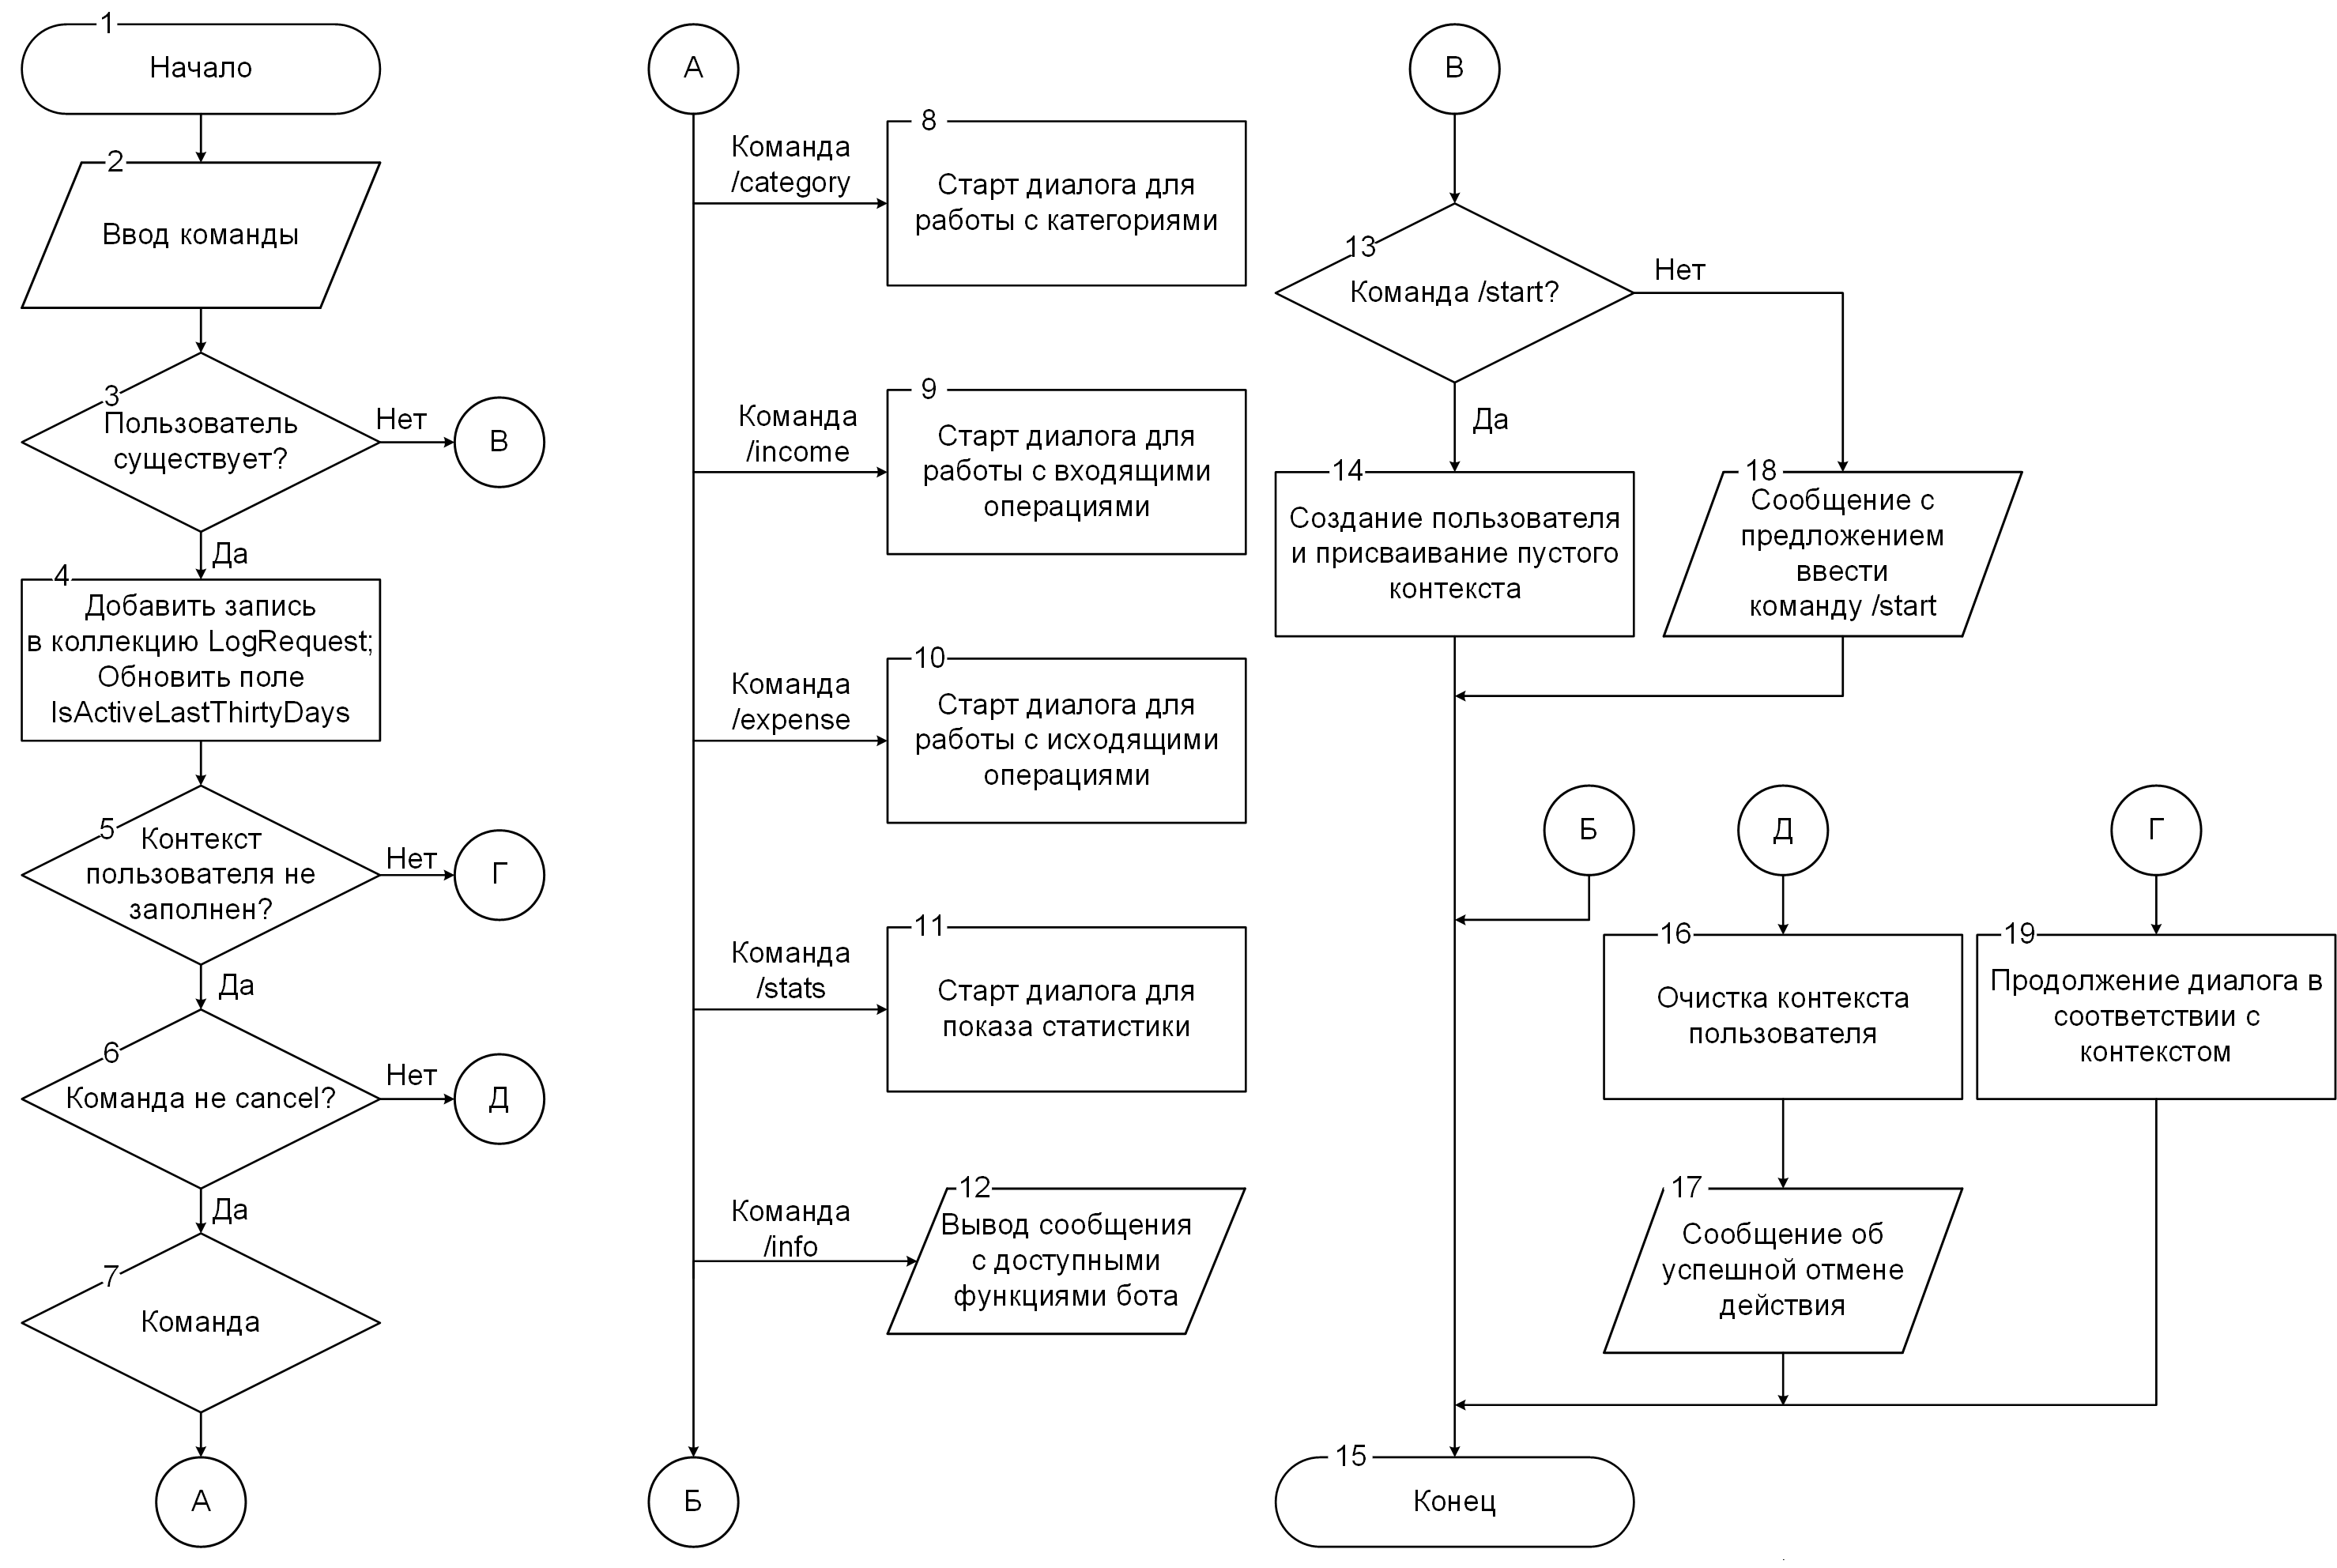 1
Начало
2
Ввод команды
3
Пользователь
существует?
Нет
В
Да
4
Добавить запись
в коллекцию LogRequest;
Обновить поле
IsActiveLastThirtyDays
5
Контекст
пользователя не
заполнен?
Нет
Г
Да
6
Команда не cancel?
Нет
Д
Да
7
Команда
А
А
Команда
/category
8
Старт диалога для
работы с категориями
Команда
/income
9
Старт диалога для
работы с входящими
операциями
Команда
/expense
10
Старт диалога для
работы с исходящими
операциями
Команда
/stats
11
Старт диалога для
показа статистики
Команда
/info
12
Вывод сообщения
с доступными
функциями бота
Б
В
13
Команда /start?
Нет
Да
14
Создание пользователя
и присваивание пустого
контекста
18
Сообщение с
предложением
ввести
команду /start
Б
Д
Г
16
Очистка контекста
пользователя
19
Продолжение диалога в
соответствии с
контекстом
17
Сообщение об
успешной отмене
действия
15
Конец